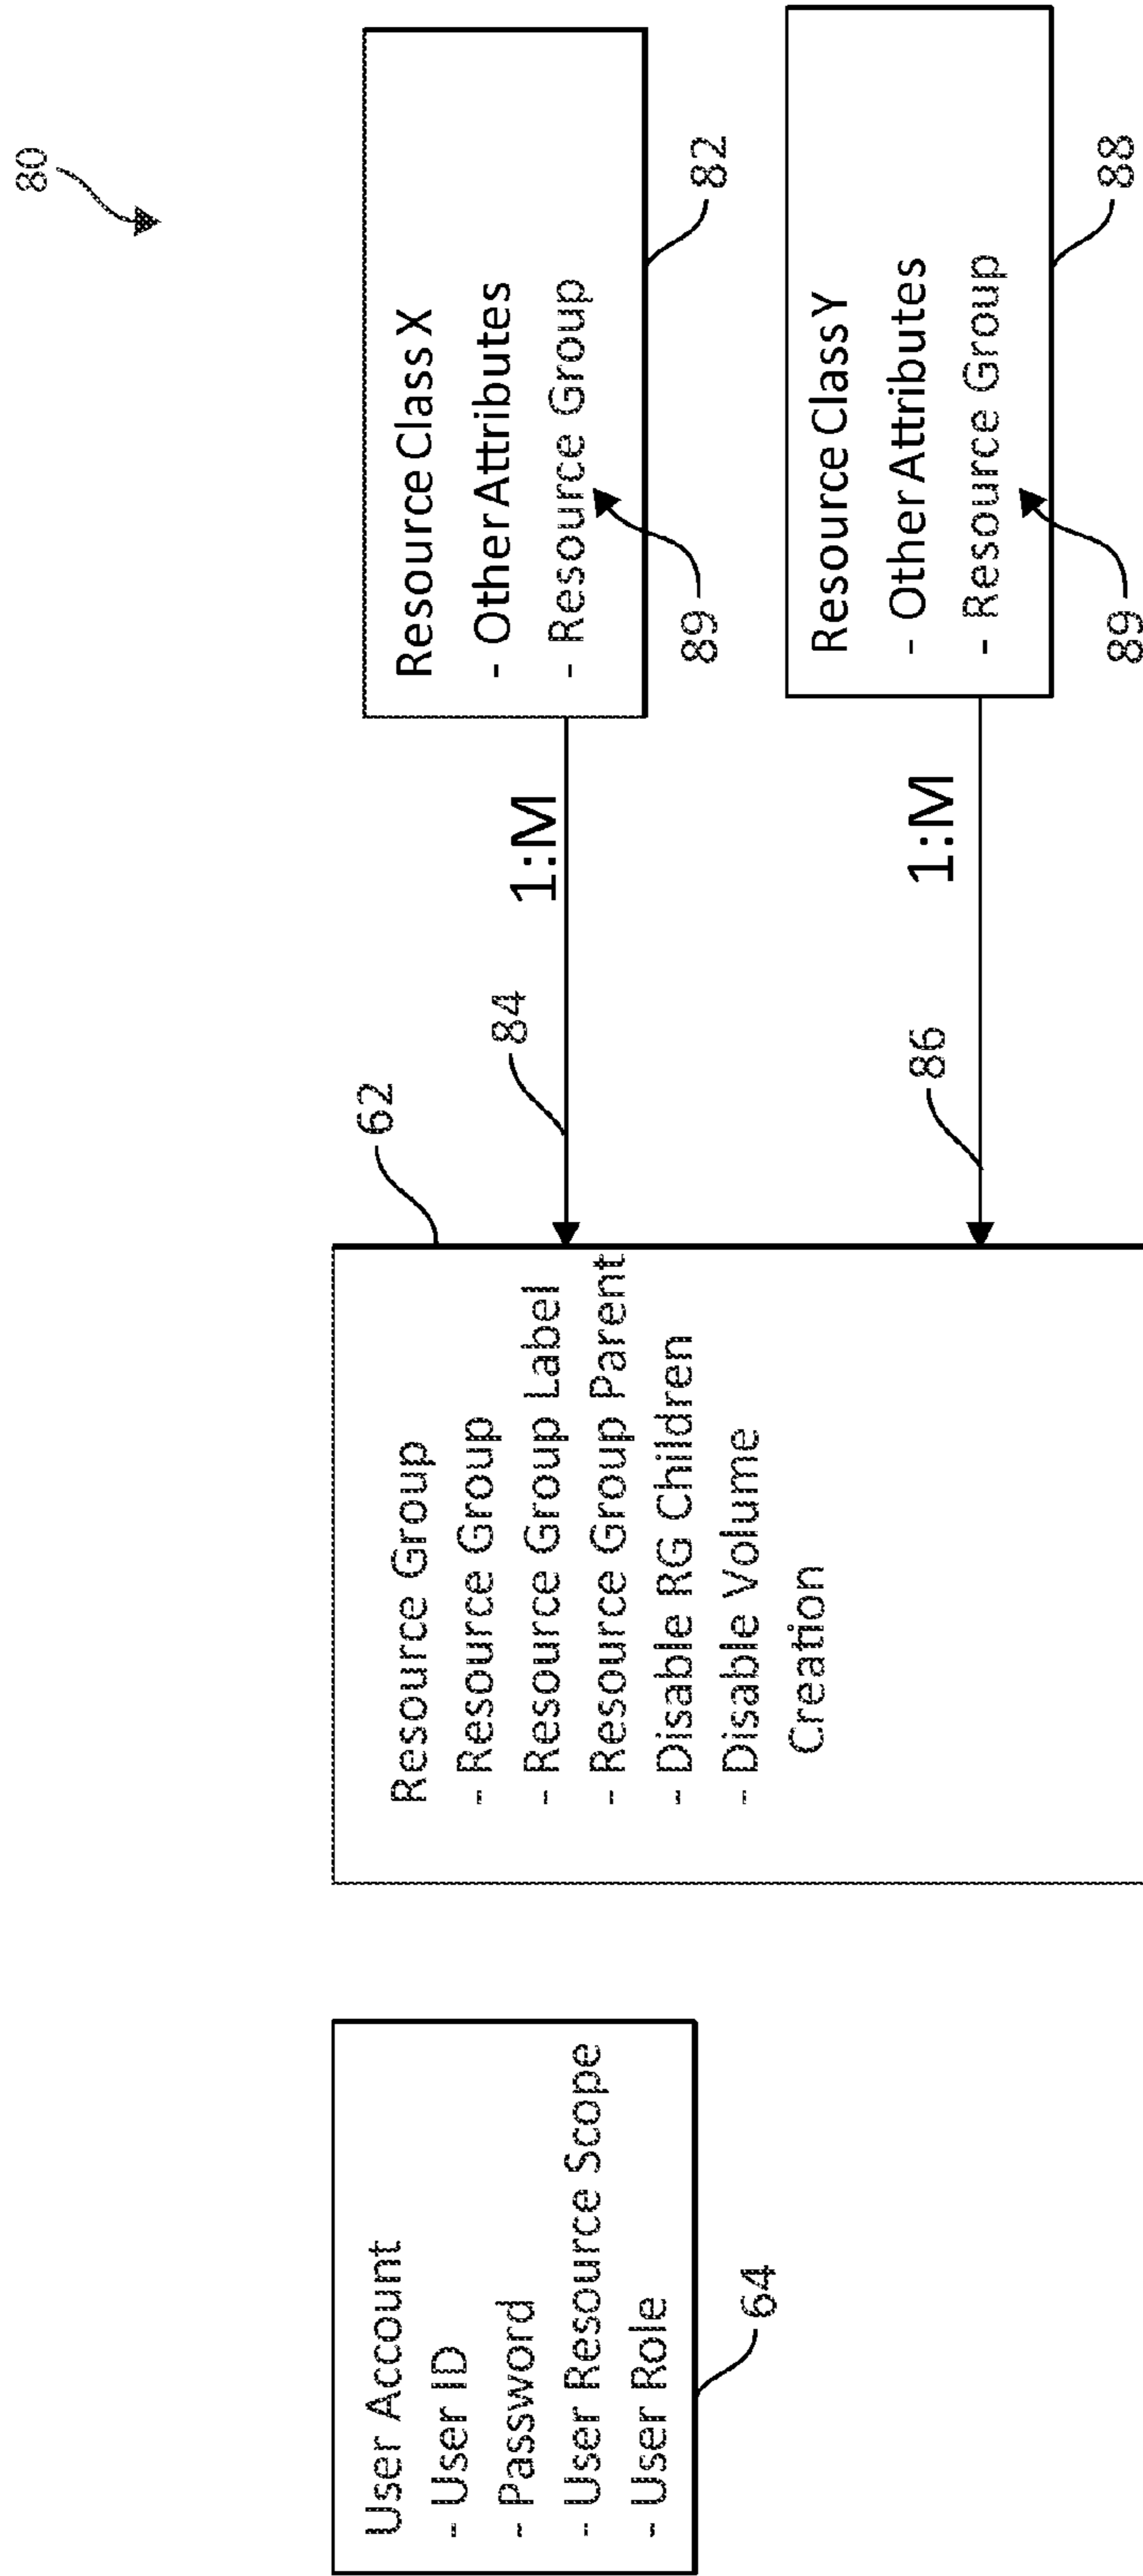 80
User Account
- User ID
- Password
- User Resource Scope
- User Role
64
Resource Group
- Resource Group
- Resource Group Label
- Resource Group Parent
- Disable RG Children
- Disable Volume
Creation
62
84
1:M
86
1:M
Resource Class X
- Other Attributes
- Resource Group
89
82
Resource Class Y
- Other Attributes
- Resource Group
89
88